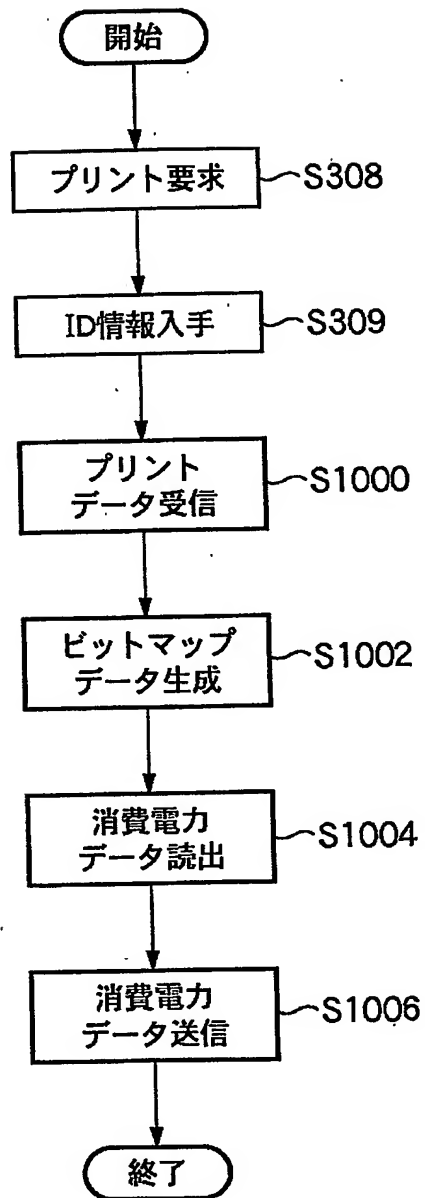 開始
プリント要求
S308
ID情報入手
S309
プリント
データ受信
S1000
ビットマップ
データ生成
S1002
消費電力
データ読出
S1004
消費電力
データ送信
S1006
終了